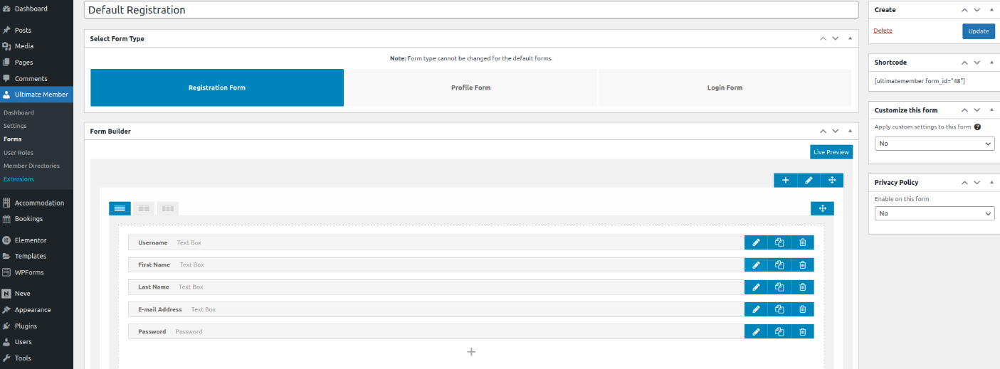 Dashboard
Posts
Media
Pages
Comments
Ultimate Member
Dashboard
Settings
Forms
User Roles
Member Directories
Extensions
Accommodation
Bookings
Elementor
Templates
WPForms
Neve
Appearance
Plugins
Users
Tools
Default Registration
Select Form Type
Note: Form type cannot be changed for the default forms.
Registration Form
Profile Form
Login Form
Form Builder
Live Preview
Username Text Box
First Name Text Box
Last Name Text Box
E-mail Address Text Box
Password Password
Create
Delete
Update
Shortcode
[ultimatemember form_id="48"]
Customize this form
Apply custom settings to this form
No
Privacy Policy
Enable on this form
No